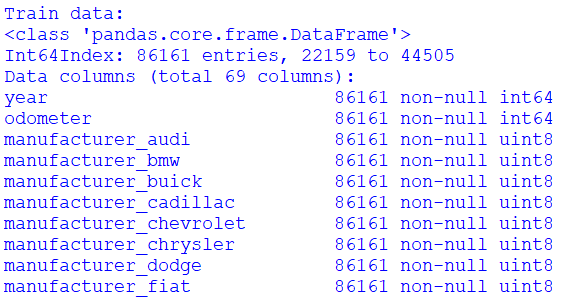 Train data:
<class 'pandas.core.frame.DataFrame'>
Int64Index: 86161 entries, 22159 to 44505
Data columns (total 69 columns):
year                      86161 non-null int64
odometer                  86161 non-null int64
manufacturer_audi         86161 non-null uint8
manufacturer_bmw          86161 non-null uint8
manufacturer_buick        86161 non-null uint8
manufacturer_cadillac     86161 non-null uint8
manufacturer_chevrolet    86161 non-null uint8
manufacturer_chrysler     86161 non-null uint8
manufacturer_dodge        86161 non-null uint8
manufacturer_fiat         86161 non-null uint8